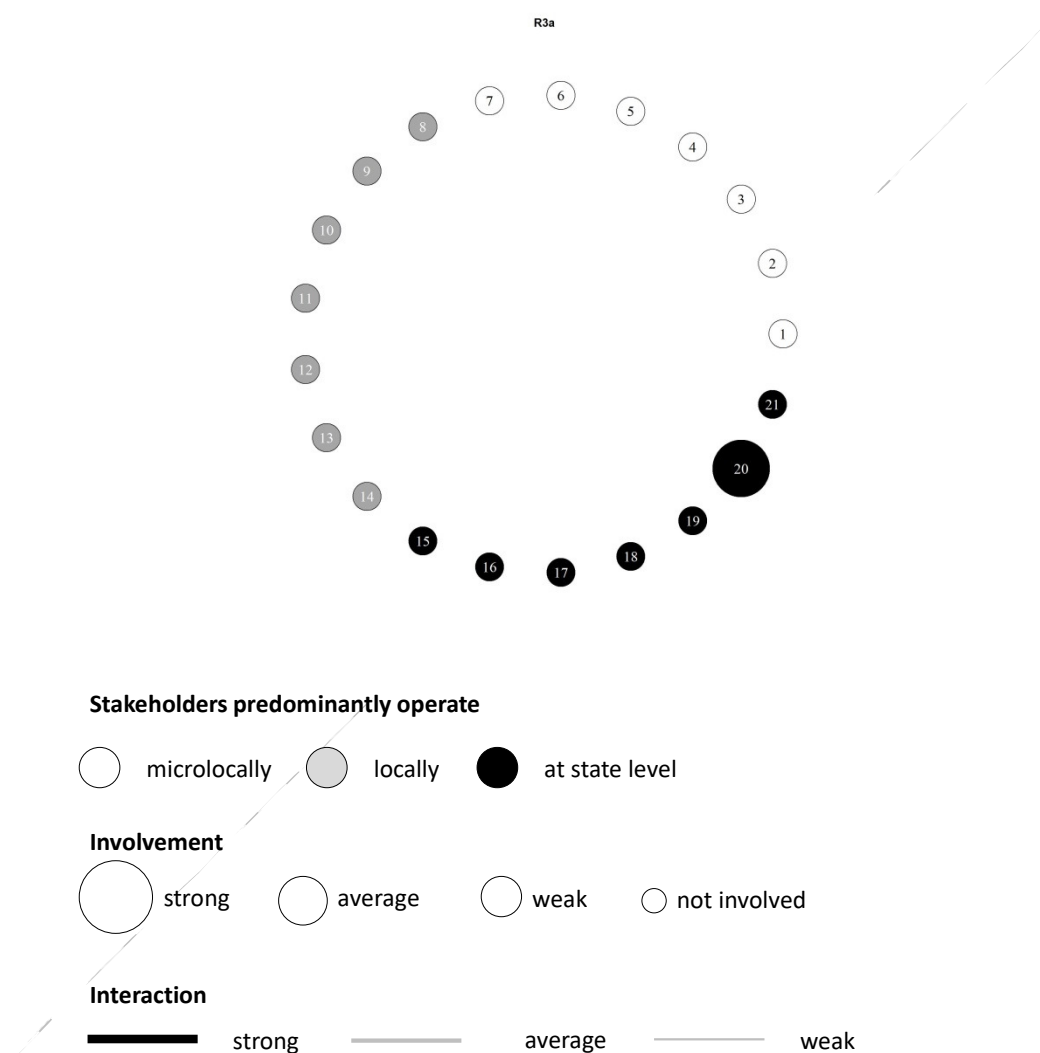 R3a
7 6 5
8 4
9 3
10 2
11 1
12 21
13 20
14 19
15 18
16 17
Stakeholders predominantly operate
microlocally locally at state level
Involvement
strong average weak not involved
Interaction
strong average weak